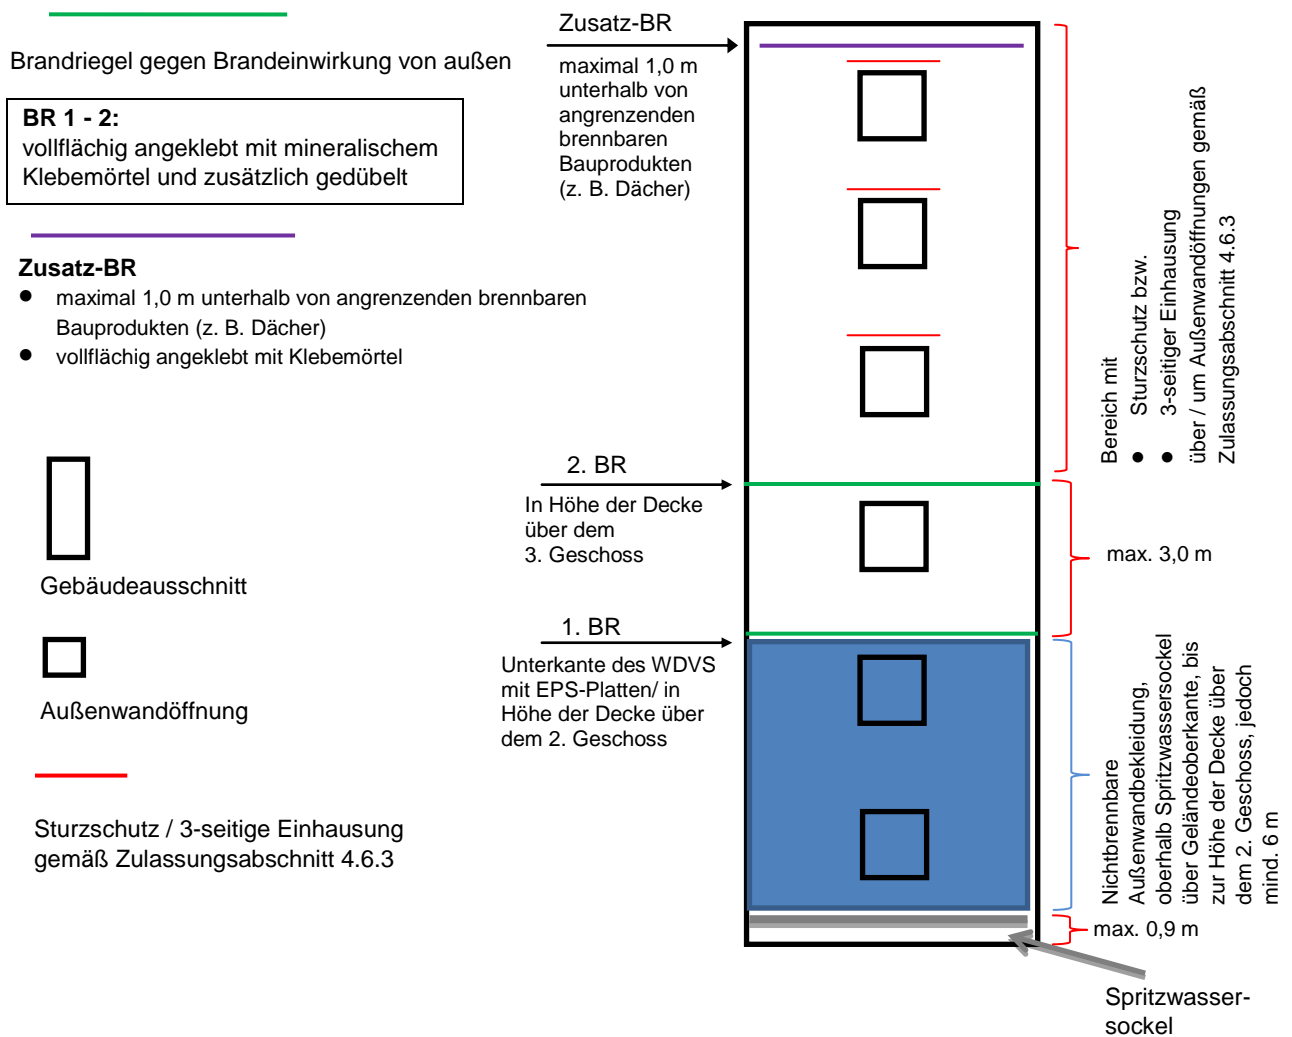 Brandriegel gegen Brandeinwirkung von außen
BR 1 - 2:
vollflächig angeklebt mit mineralischem
Klebemörtel und zusätzlich gedübelt
Zusatz-BR
● maximal 1,0 m unterhalb von angrenzenden brennbaren
Bauprodukten (z. B. Dächer)
● vollflächig angeklebt mit Klebemörtel
Gebäudeausschnitt
Außenwandöffnung
Sturzschutz / 3-seitige Einhausung
gemäß Zulassungsabschnitt 4.6.3
Zusatz-BR
maximal 1,0 m
unterhalb von
angrenzenden
brennbaren
Bauprodukten
(z. B. Dächer)
2. BR
In Höhe der Decke
über dem
3. Geschoss
1. BR
Unterkante des WDVS
mit EPS-Platten/ in
Höhe der Decke über
dem 2. Geschoss
Bereich mit
● Sturzschutz bzw.
● 3-seitiger Einhausung
über / um Außenwandöffnungen gemäß
Zulassungsabschnitt 4.6.3
max. 3,0 m
Nichtbrennbare
Außenwandbekleidung,
oberhalb Spritzwassersockel
über Geländeoberkante, bis
zur Höhe der Decke über
dem 2. Geschoss, jedoch
mind. 6 m
max. 0,9 m
Spritzwasser-
sockel